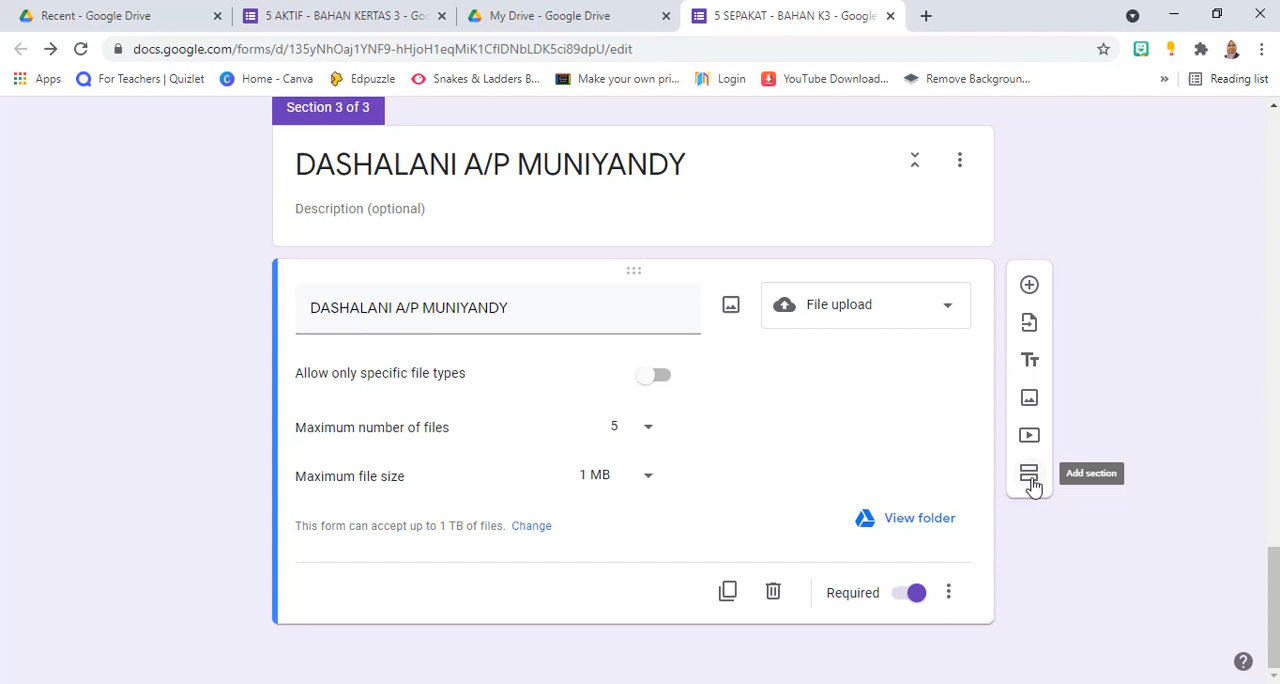 Recent - Google Drive
5 AKTIF - BAHAN KERTAS 3 - Go
My Drive - Google Drive
5 SEPAKAT - BAHAN K3 - Google
docs.google.com/forms/d/135yNhOaj1YNF9-hHjoH1eqMiK1CfIDNbLDK5ci89dpU/edit
Apps
For Teachers | Quizlet
Home - Canva
Edpuzzle
Snakes & Ladders B...
Make your own pri...
Login
YouTube Download...
Remove Backgroun...
»
Reading list
Section 3 of 3
DASHALANI A/P MUNIYANDY
Description (optional)
DASHALANI A/P MUNIYANDY
File upload
Allow only specific file types
Maximum number of files
5
Maximum file size
1 MB
Add section
This form can accept up to 1 TB of files. Change
View folder
Required